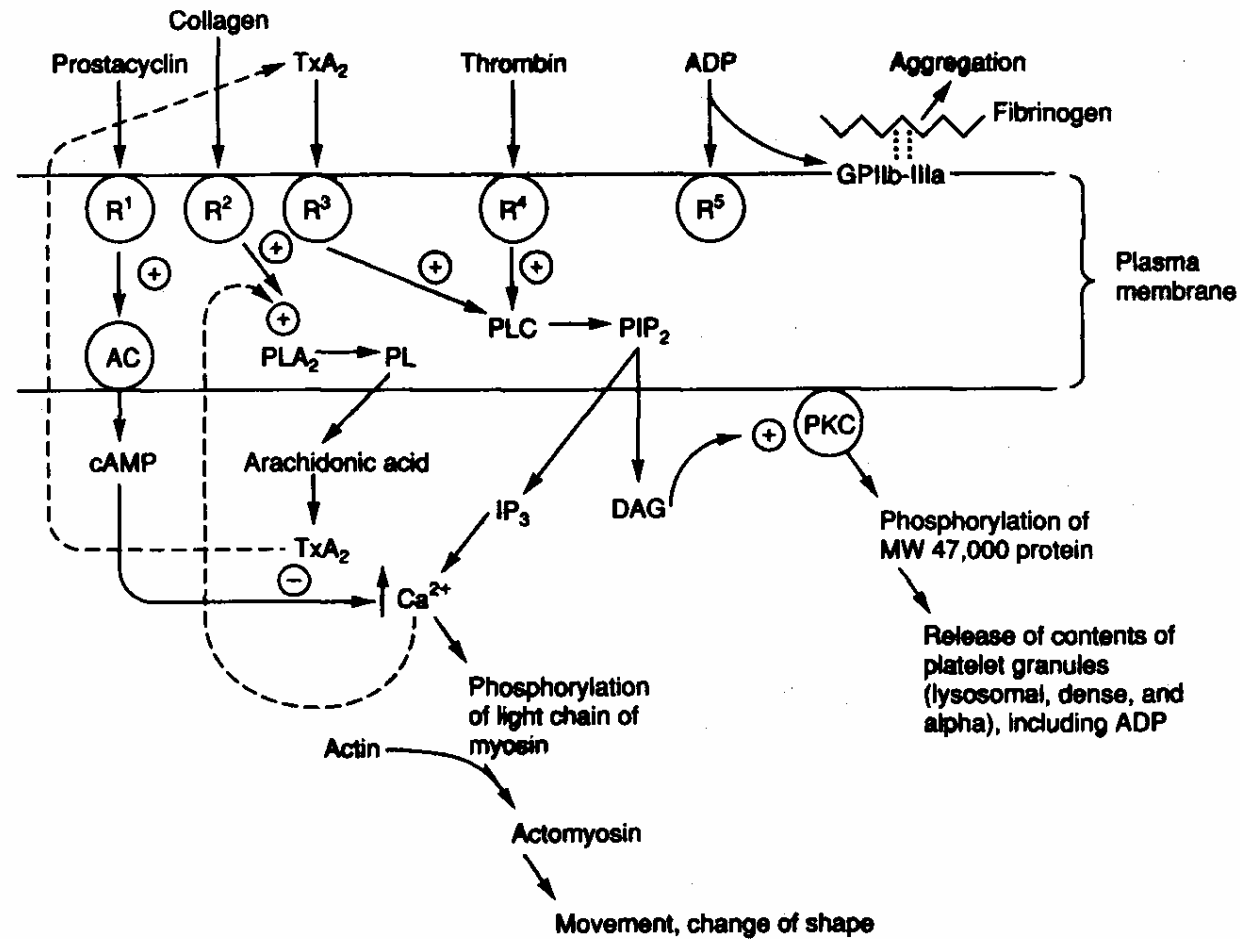 Collagen
Prostacyclin
TxA2
Thrombin
ADP
Aggregation
Fibrinogen
GPIIb-IIIa
R1
R2
R3
R4
R5
+
+
+
+
+
Plasma
membrane
AC
PLA2
PL
PLC
PIP2
PKC
+
cAMP
Arachidonic acid
IP3
DAG
Phosphorylation of
MW 47,000 protein
TxA2
−
Ca2+
Release of contents of
platelet granules
(lysosomal, dense, and
alpha), including ADP
Phosphorylation
of light chain of
myosin
Actin
Actomyosin
Movement, change of shape